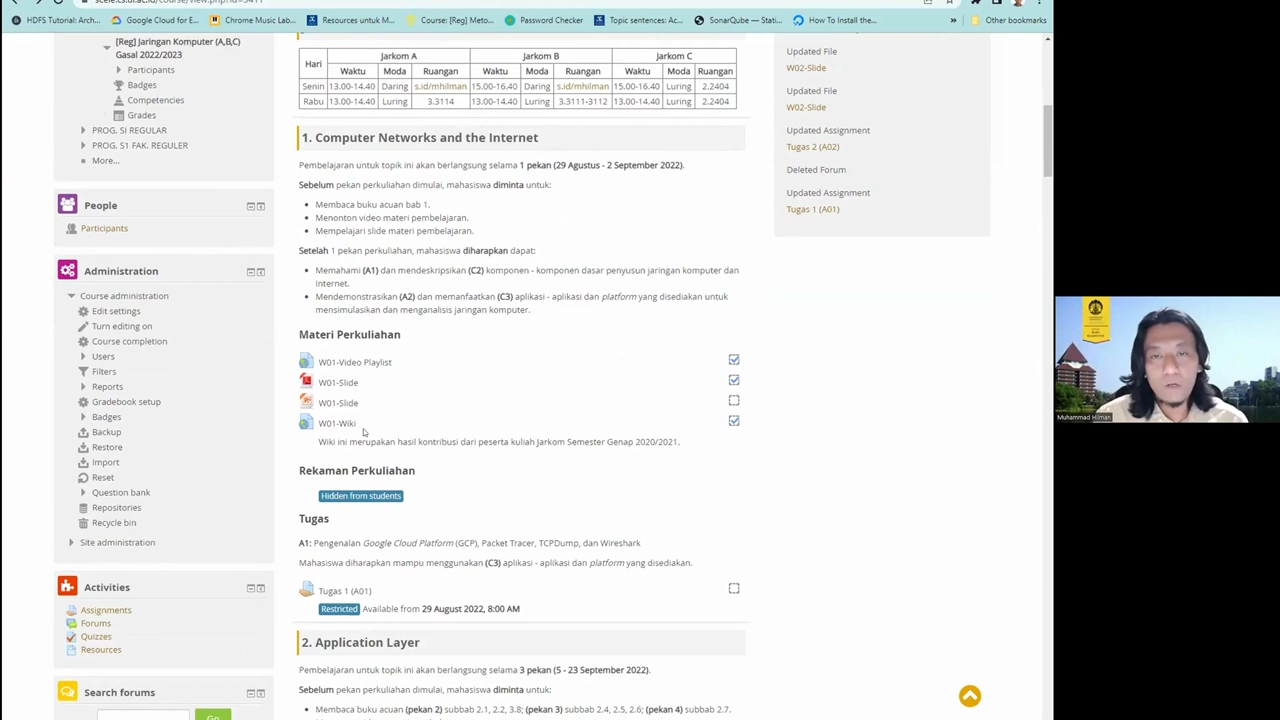 HDFS Tutorial: Archit...
Google Cloud for E...
Chrome Music Lab...
Resources untuk M...
Course: [Reg] Meto...
Password Checker
Topic sentences: Ac...
SonarQube — Stati...
How To Install the...
Other bookmarks
[Reg] Jaringan Komputer (A,B,C)
Gasal 2022/2023
Participants
Badges
Competencies
Grades
PROG. SI REGULAR
PROG. S1 FAK. REGULER
More...
People
Participants
Administration
Course administration
Edit settings
Turn editing on
Course completion
Users
Filters
Reports
Gradebook setup
Badges
Backup
Restore
Import
Reset
Question bank
Repositories
Recycle bin
Site administration
Activities
Assignments
Forums
Quizzes
Resources
Search forums
Go
Hari Jarkom A Jarkom B Jarkom C
Waktu Moda Ruangan Waktu Moda Ruangan Waktu Moda Ruangan
Senin 13.00-14.40 Daring s.id/mhilman 15.00-16.40 Daring s.id/mhilman 15.00-16.40 Luring 2.2404
Rabu 13.00-14.40 Luring 3.3114 13.00-14.40 Luring 3.3111-3112 13.00-14.40 Luring 2.2404
1. Computer Networks and the Internet
Pembelajaran untuk topik ini akan berlangsung selama 1 pekan (29 Agustus - 2 September 2022).
Sebelum pekan perkuliahan dimulai, mahasiswa diminta untuk:
Membaca buku acuan bab 1.
Menonton video materi pembelajaran.
Mempelajari slide materi pembelajaran.
Setelah 1 pekan perkuliahan, mahasiswa diharapkan dapat:
Memahami (A1) dan mendeskripsikan (C2) komponen - komponen dasar penyusun jaringan komputer dan
internet.
Mendemonstrasikan (A2) dan memanfaatkan (C3) aplikasi - aplikasi dan platform yang disediakan untuk
mensimulasikan dan menganalisis jaringan komputer.
Materi Perkuliahan
W01-Video Playlist
W01-Slide
W01-Slide
W01-Wiki
Wiki ini merupakan hasil kontribusi dari peserta kuliah Jarkom Semester Genap 2020/2021.
Rekaman Perkuliahan
Hidden from students
Tugas
A1: Pengenalan Google Cloud Platform (GCP), Packet Tracer, TCPDump, dan Wireshark
Mahasiswa diharapkan mampu menggunakan (C3) aplikasi - aplikasi dan platform yang disediakan.
Tugas 1 (A01)
Restricted Available from 29 August 2022, 8:00 AM
2. Application Layer
Pembelajaran untuk topik ini akan berlangsung selama 3 pekan (5 - 23 September 2022).
Sebelum pekan perkuliahan dimulai, mahasiswa diminta untuk:
Membaca buku acuan (pekan 2) subbab 2.1, 2.2, 3.8; (pekan 3) subbab 2.4, 2.5, 2.6; (pekan 4) subbab 2.7.
Updated File
W02-Slide
Updated File
W02-Slide
Updated Assignment
Tugas 2 (A02)
Deleted Forum
Updated Assignment
Tugas 1 (A01)
Muhammad Hilman